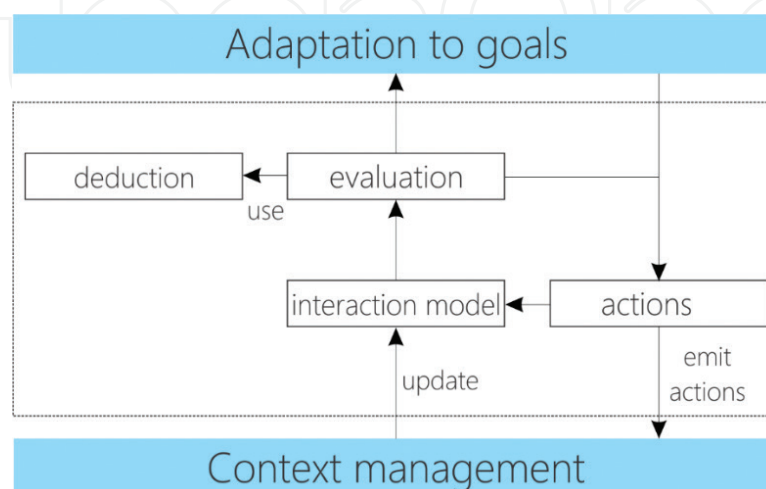 Adaptation to goals
deduction
evaluation
use
interaction model
actions
update
emit
actions
Context management